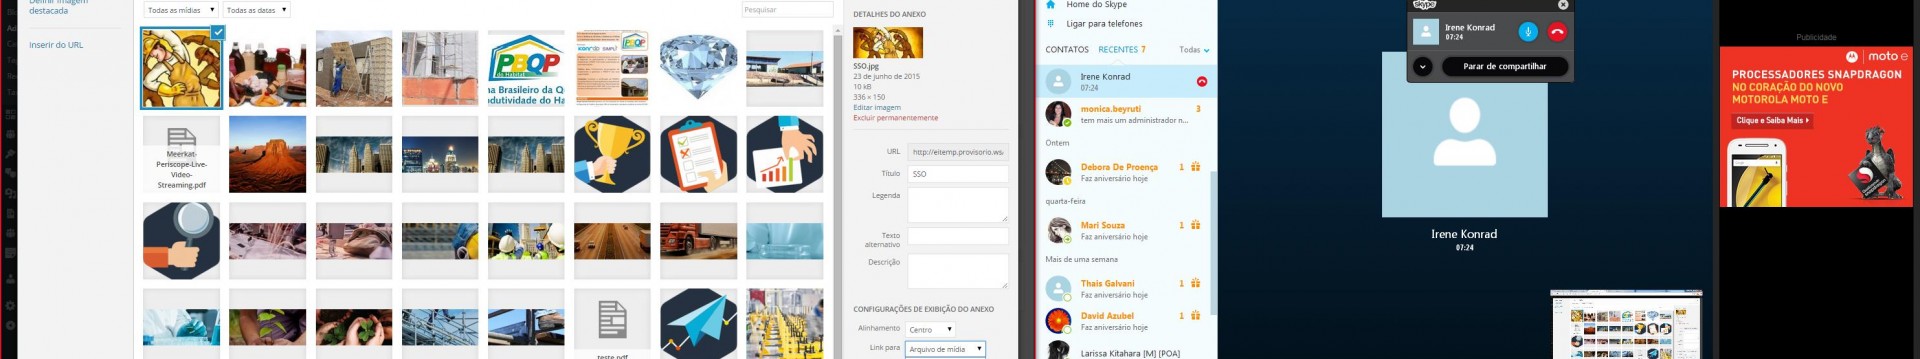 Definir imagem
destacada
Inserir do URL
Todas as mídias
Todas as datas
Pesquisar
PBQP
do Habitat
na Brasileiro da Q
odutividade do Ha
Meerkat-
Periscope-Live-
Video-
Streaming.pdf
teste.pdf
DETALHES DO ANEXO
SSO.jpg
23 de junho de 2015
10 kB
336 × 150
Editar imagem
Excluir permanentemente
URL
http://eitemp.provisorio.ws/
Título
SSO
Legenda
Texto
alternativo
Descrição
CONFIGURAÇÕES DE EXIBIÇÃO DO ANEXO
Alinhamento
Centro
Link para
Arquivo de mídia
Home do Skype
Ligar para telefones
CONTATOS
RECENTES 7
Todas
Irene Konrad
07:24
monica.beyruti
3
tem mais um administrador n...
Ontem
Debora De Proença
1
Faz aniversário hoje
quarta-feira
Mari Souza
1
Faz aniversário hoje
Mais de uma semana
Thais Galvani
1
Faz aniversário hoje
David Azubel
1
Faz aniversário hoje
Larissa Kitahara [M] [POA]
skype
Irene Konrad
07:24
Parar de compartilhar
Irene Konrad
07:24
Publicidade
moto e
PROCESSADORES SNAPDRAGON
NO CORAÇÃO DO NOVO
MOTOROLA MOTO E
Clique e Saiba Mais